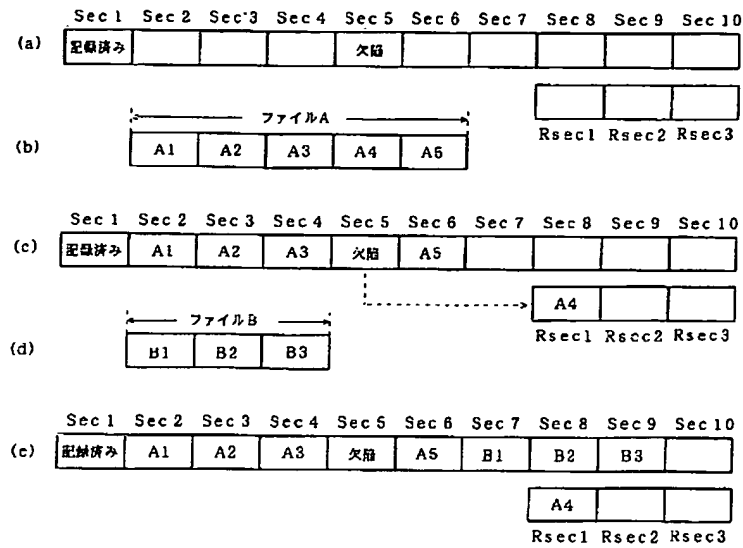 Sec 1 Sec 2 Sec 3 Sec 4 Sec 5 Sec 6 Sec 7 Sec 8 Sec 9 Sec 10
(a) 記録済み 欠陥
Rsec1 Rsec2 Rsec3
ファイルA
(b) A1 A2 A3 A4 A5
Sec 1 Sec 2 Sec 3 Sec 4 Sec 5 Sec 6 Sec 7 Sec 8 Sec 9 Sec 10
(c) 記録済み A1 A2 A3 欠陥 A5
A4
Rsec1 Rsec2 Rsec3
ファイルB
(d) B1 B2 B3
Sec 1 Sec 2 Sec 3 Sec 4 Sec 5 Sec 6 Sec 7 Sec 8 Sec 9 Sec 10
(e) 記録済み A1 A2 A3 欠陥 A5 B1 B2 B3
A4
Rsec1 Rsec2 Rsec3